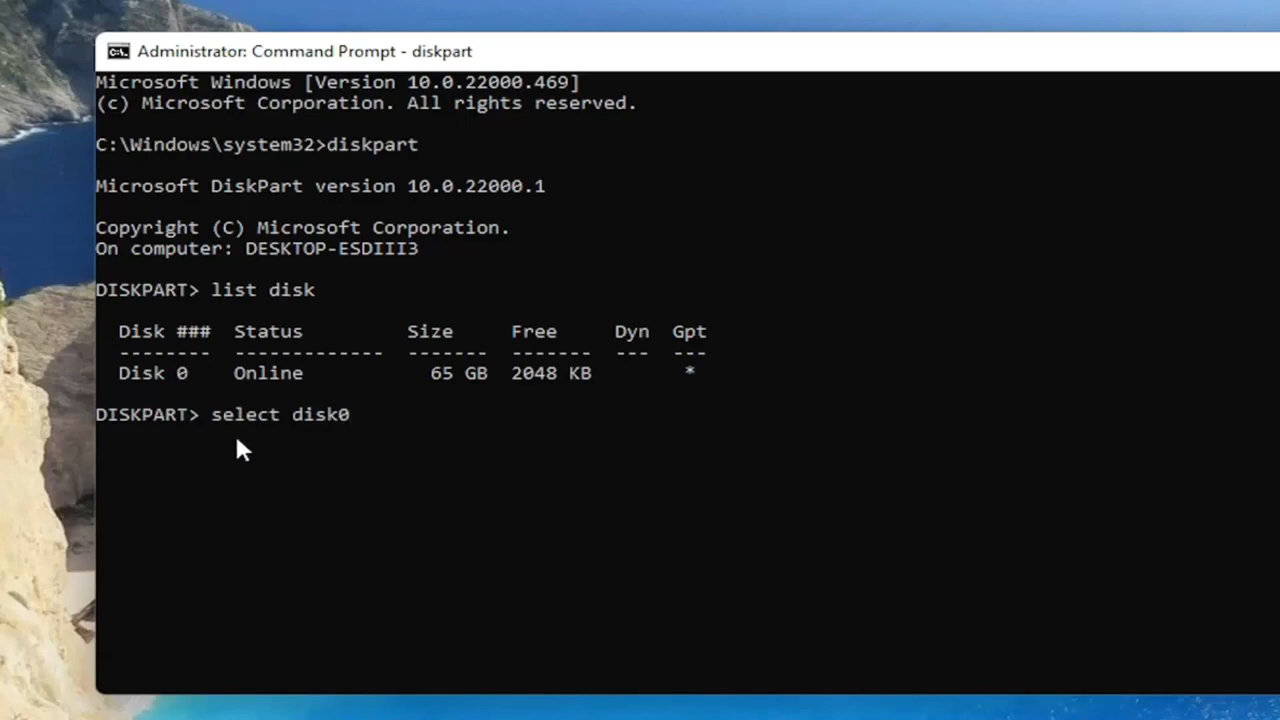 Administrator: Command Prompt - diskpart
Microsoft Windows [Version 10.0.22000.469]
(c) Microsoft Corporation. All rights reserved.
C:\Windows\system32>diskpart
Microsoft DiskPart version 10.0.22000.1
Copyright (C) Microsoft Corporation.
On computer: DESKTOP-ESDIII3
DISKPART> list disk
Disk ###  Status         Size     Free     Dyn  Gpt
--------  -------------  -------  -------  ---  ---
Disk 0    Online           65 GB  2048 KB        *
DISKPART> select disk0